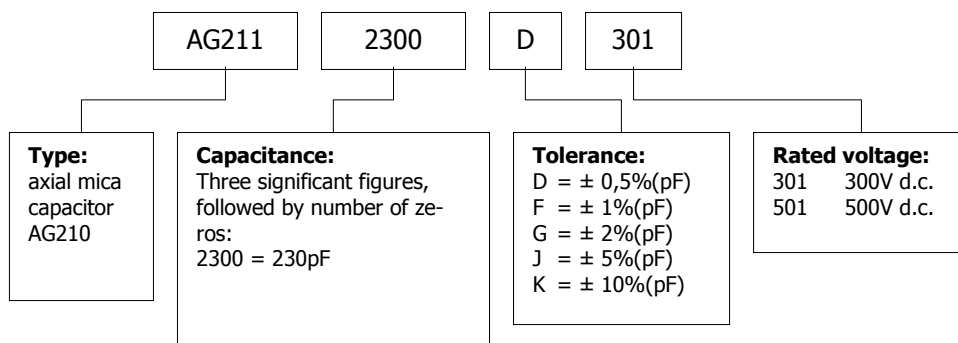 AG211 2300 D 301
Type:
axial mica
capacitor
AG210
Capacitance:
Three significant figures,
followed by number of ze-
ros:
2300 = 230pF
Tolerance:
D = ± 0,5%(pF)
F = ± 1%(pF)
G = ± 2%(pF)
J = ± 5%(pF)
K = ± 10%(pF)
Rated voltage:
301 300V d.c.
501 500V d.c.